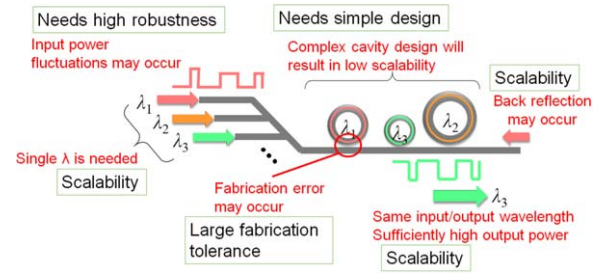 Needs high robustness
Needs simple design
Input power
fluctuations may occur
Complex cavity design will
result in low scalability
Scalability
Back reflection
may occur
λ1
λ2
λ3
λ1
λ3
λ2
Single λ is needed
Scalability
Fabrication error
may occur
Large fabrication
tolerance
λ3
Same input/output wavelength
Sufficiently high output power
Scalability